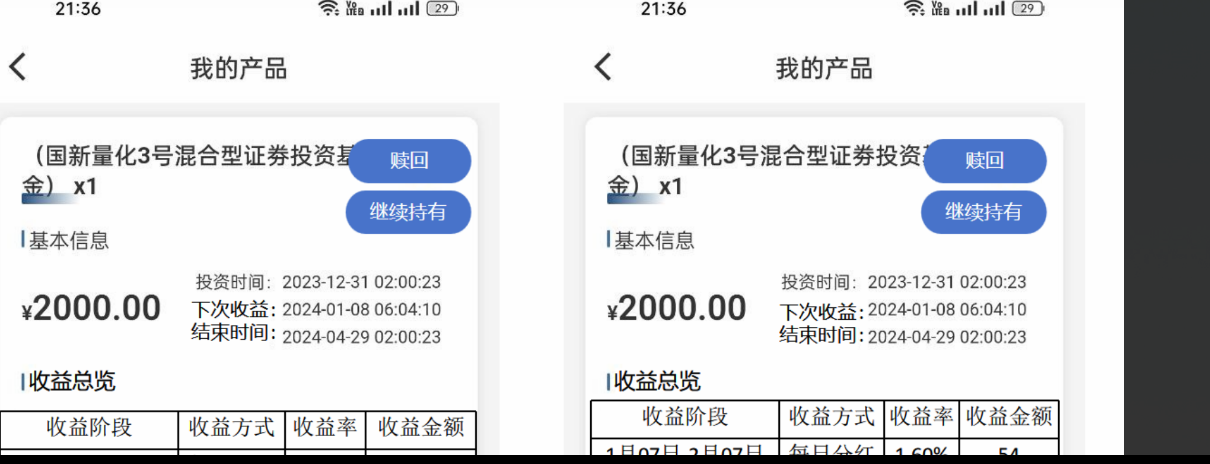 21:36
29
我的产品
（国新量化3号混合型证券投资基
金） x1
赎回
继续持有
基本信息
¥2000.00
投资时间： 2023-12-31 02:00:23
下次收益：2024-01-08 06:04:10
结束时间：2024-04-29 02:00:23
收益总览
收益阶段 收益方式 收益率 收益金额
21:36
29
我的产品
（国新量化3号混合型证券投资
金） x1
赎回
继续持有
基本信息
¥2000.00
投资时间： 2023-12-31 02:00:23
下次收益：2024-01-08 06:04:10
结束时间：2024-04-29 02:00:23
收益总览
收益阶段 收益方式 收益率 收益金额
1月07日-2月07日 每日分红 1.60% 54